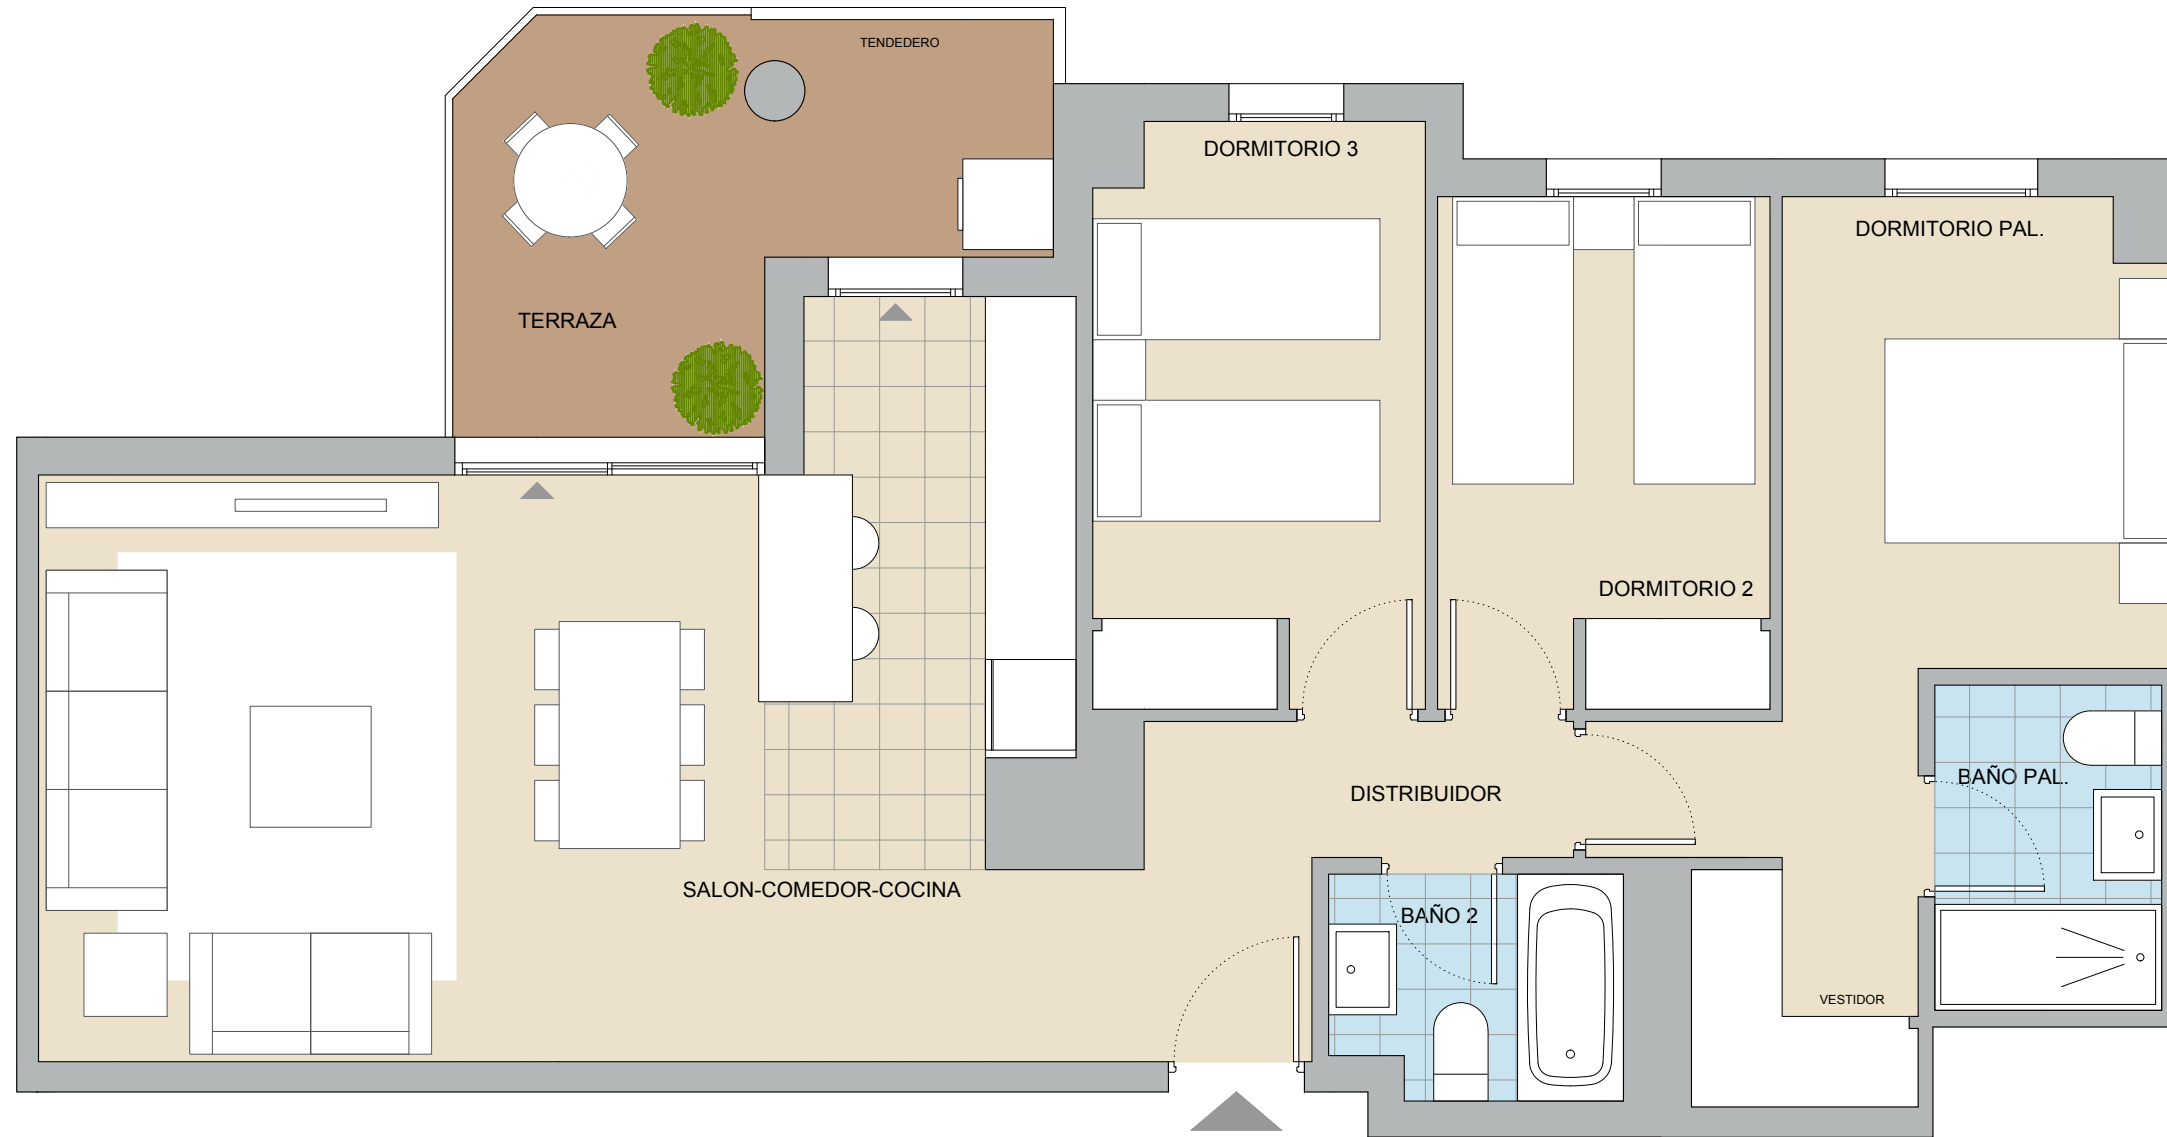 TENDEDERO
DORMITORIO 3
DORMITORIO PAL.
TERRAZA
DORMITORIO 2
BAÑO PAL.
DISTRIBUIDOR
SALON-COMEDOR-COCINA
BAÑO 2
VESTIDOR